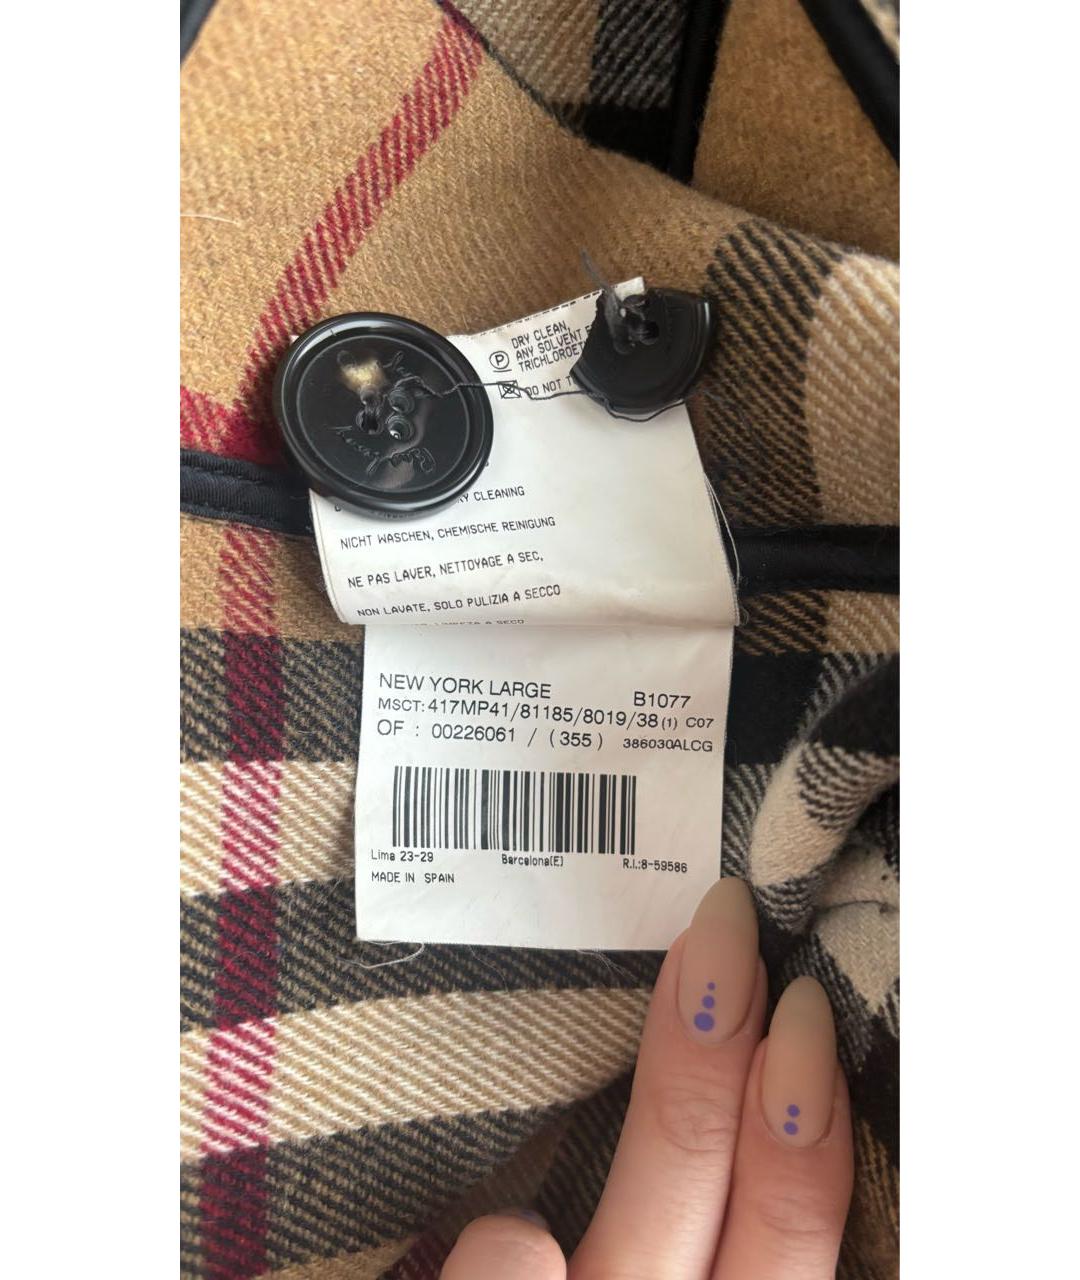 DRY CLEAN,
P ANY SOLVENT
DO NOT
CLEANING
NICHT WASCHEN, CHEMISCHE REINIGUNG
NE PAS LAVER, NETTOYAGE A SEC,
NON LAVATE, SOLO PULIZIA A SECCO
A SECO
NEW YORK LARGE B1077
MSCT: 417MP41/81185/8019/38 (1) C07
OF : 00226061 / (355) 386030ALCG
Lima 23-29 Barcelona(E) R.I.:8-59586
MADE IN SPAIN